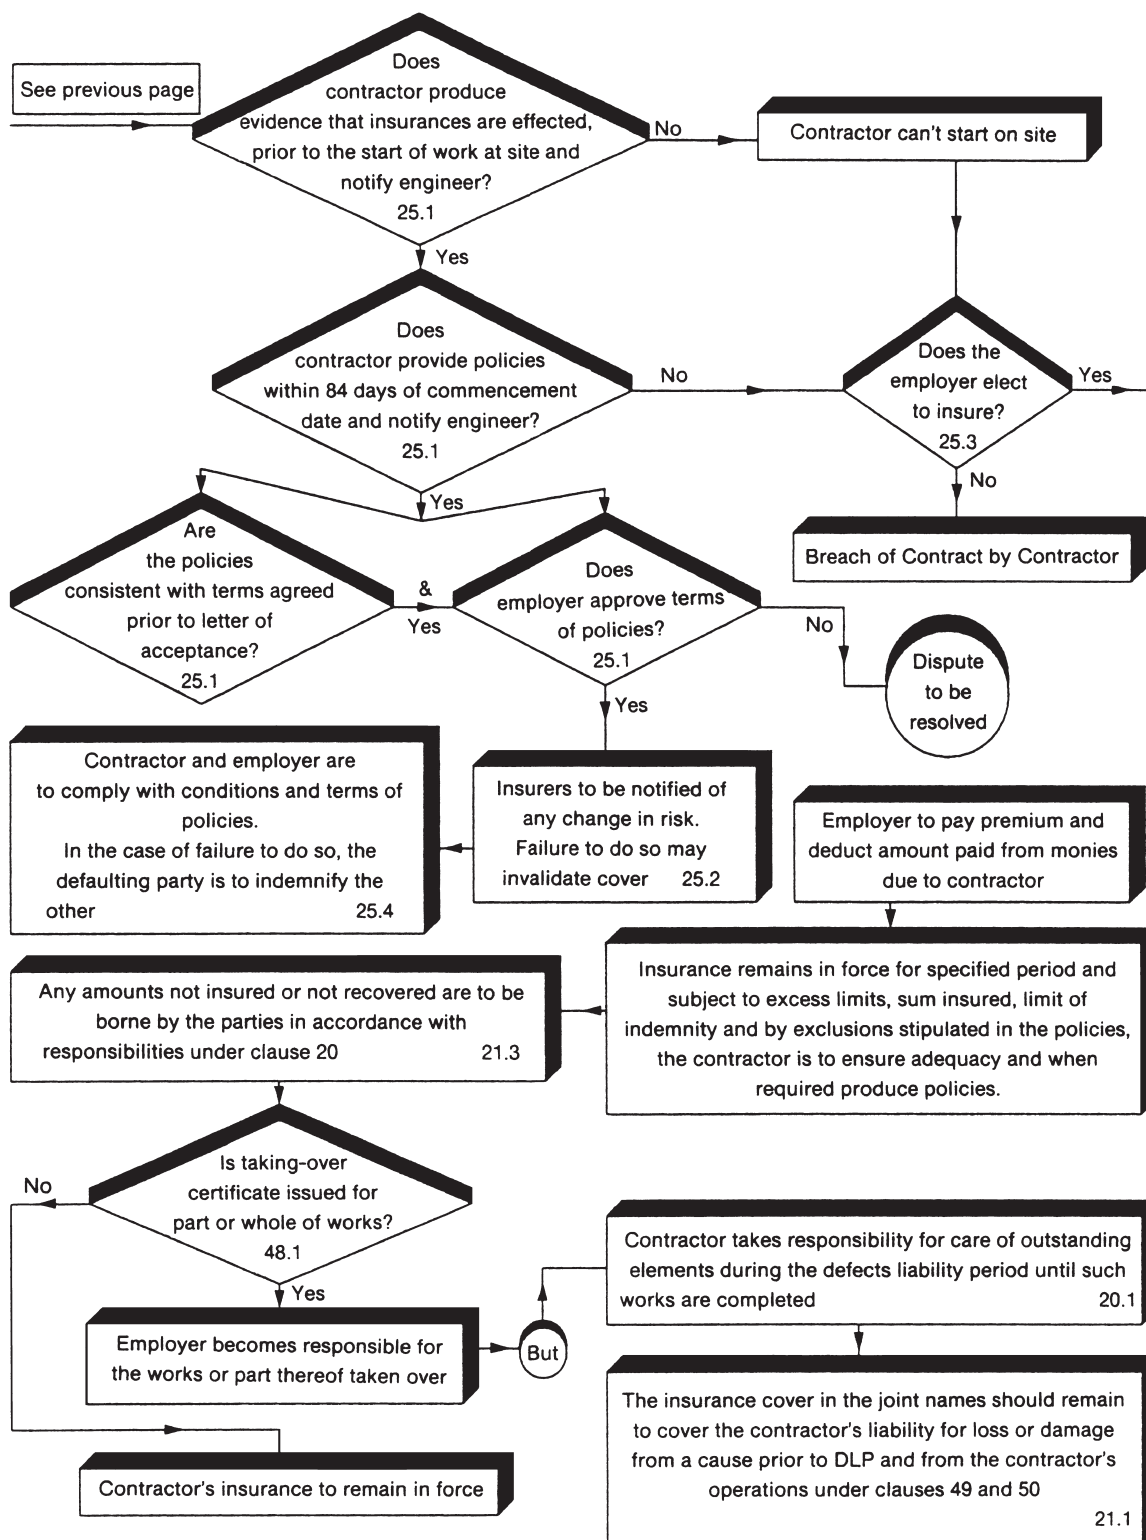 See previous page
Does
contractor produce
evidence that insurances are effected,
prior to the start of work at site and
notify engineer?
25.1
No
Contractor can't start on site
Yes
Does
contractor provide policies
within 84 days of commencement
date and notify engineer?
25.1
No
Does the
employer elect
to insure?
25.3
Yes
No
Breach of Contract by Contractor
Yes
Are
the policies
consistent with terms agreed
prior to letter of
acceptance?
25.1
&
Yes
Does
employer approve terms
of policies?
25.1
No
Dispute
to be
resolved
Yes
Contractor and employer are
to comply with conditions and terms of
policies.
In the case of failure to do so, the
defaulting party is to indemnify the
other 25.4
Insurers to be notified of
any change in risk.
Failure to do so may
invalidate cover 25.2
Employer to pay premium and
deduct amount paid from monies
due to contractor
Insurance remains in force for specified period and
subject to excess limits, sum insured, limit of
indemnity and by exclusions stipulated in the policies,
the contractor is to ensure adequacy and when
required produce policies.
Any amounts not insured or not recovered are to be
borne by the parties in accordance with
responsibilities under clause 20 21.3
Is taking-over
certificate issued for
part or whole of works?
48.1
No
Yes
Employer becomes responsible for
the works or part thereof taken over
But
Contractor takes responsibility for care of outstanding
elements during the defects liability period until such
works are completed 20.1
The insurance cover in the joint names should remain
to cover the contractor's liability for loss or damage
from a cause prior to DLP and from the contractor's
operations under clauses 49 and 50
21.1
Contractor's insurance to remain in force